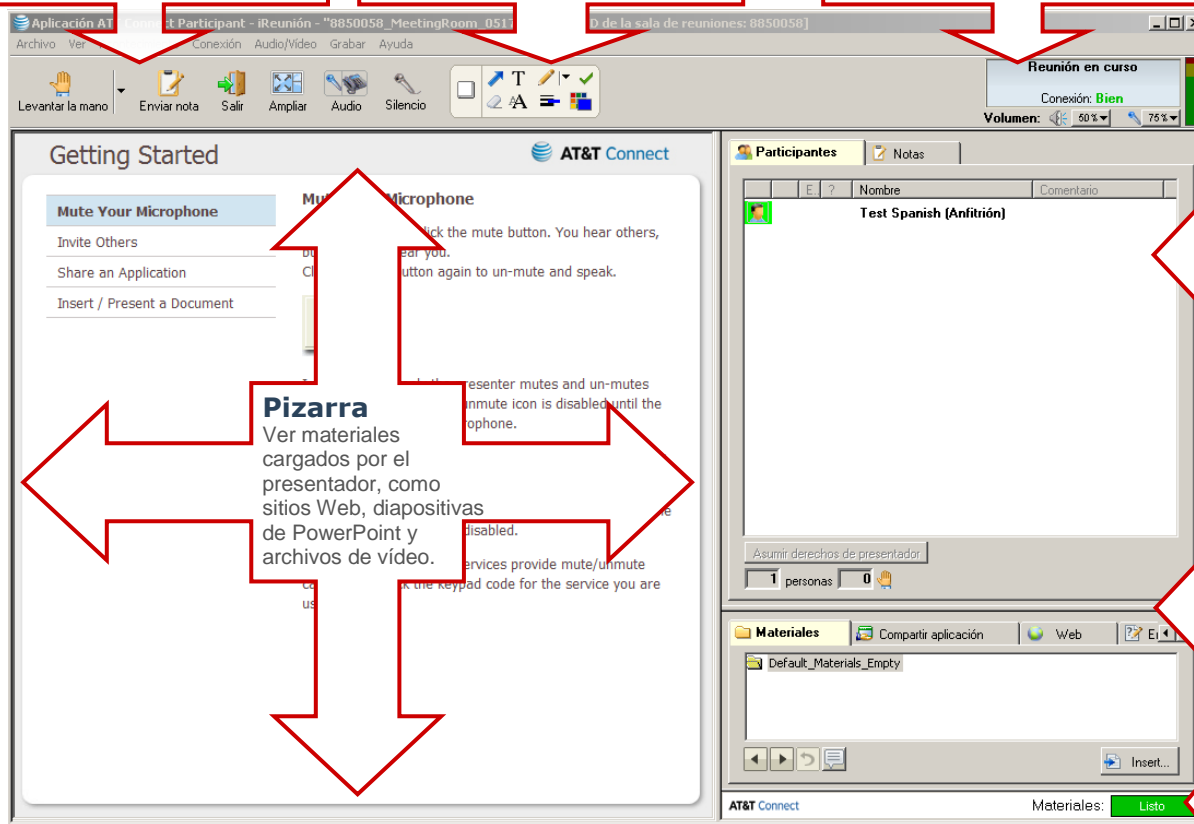 Aplicación AT ct Participant - iReunión - "8850058_MeetingRoom_0517 D de la sala de reuniones: 8850058]
Archivo Ver Conexión Audio/Vídeo Grabar Ayuda
Levantar la mano Enviar nota Salir Ampliar Audio Silencio
Reunión en curso
Conexión: Bien
Volumen: 50% 75%
Getting Started
AT&T Connect
Mute Your Microphone
Invite Others
Share an Application
Insert / Present a Document
Mu icrophone
lick the mute button. You hear others,
ear you.
utton again to un-mute and speak.
resenter mutes and un-mutes
nmute icon is disabled until the
rophone.
disabled.
ervices provide mute/unmute
the keypad code for the service you are
us
Pizarra
Ver materiales
cargados por el
presentador, como
sitios Web, diapositivas
de PowerPoint y
archivos de vídeo.
Participantes Notas
E.. ? Nombre Comentario
Test Spanish (Anfitrión)
Asumir derechos de presentador
1 personas 0
Materiales Compartir aplicación Web
Default_Materials_Empty
Insert...
AT&T Connect Materiales: Listo